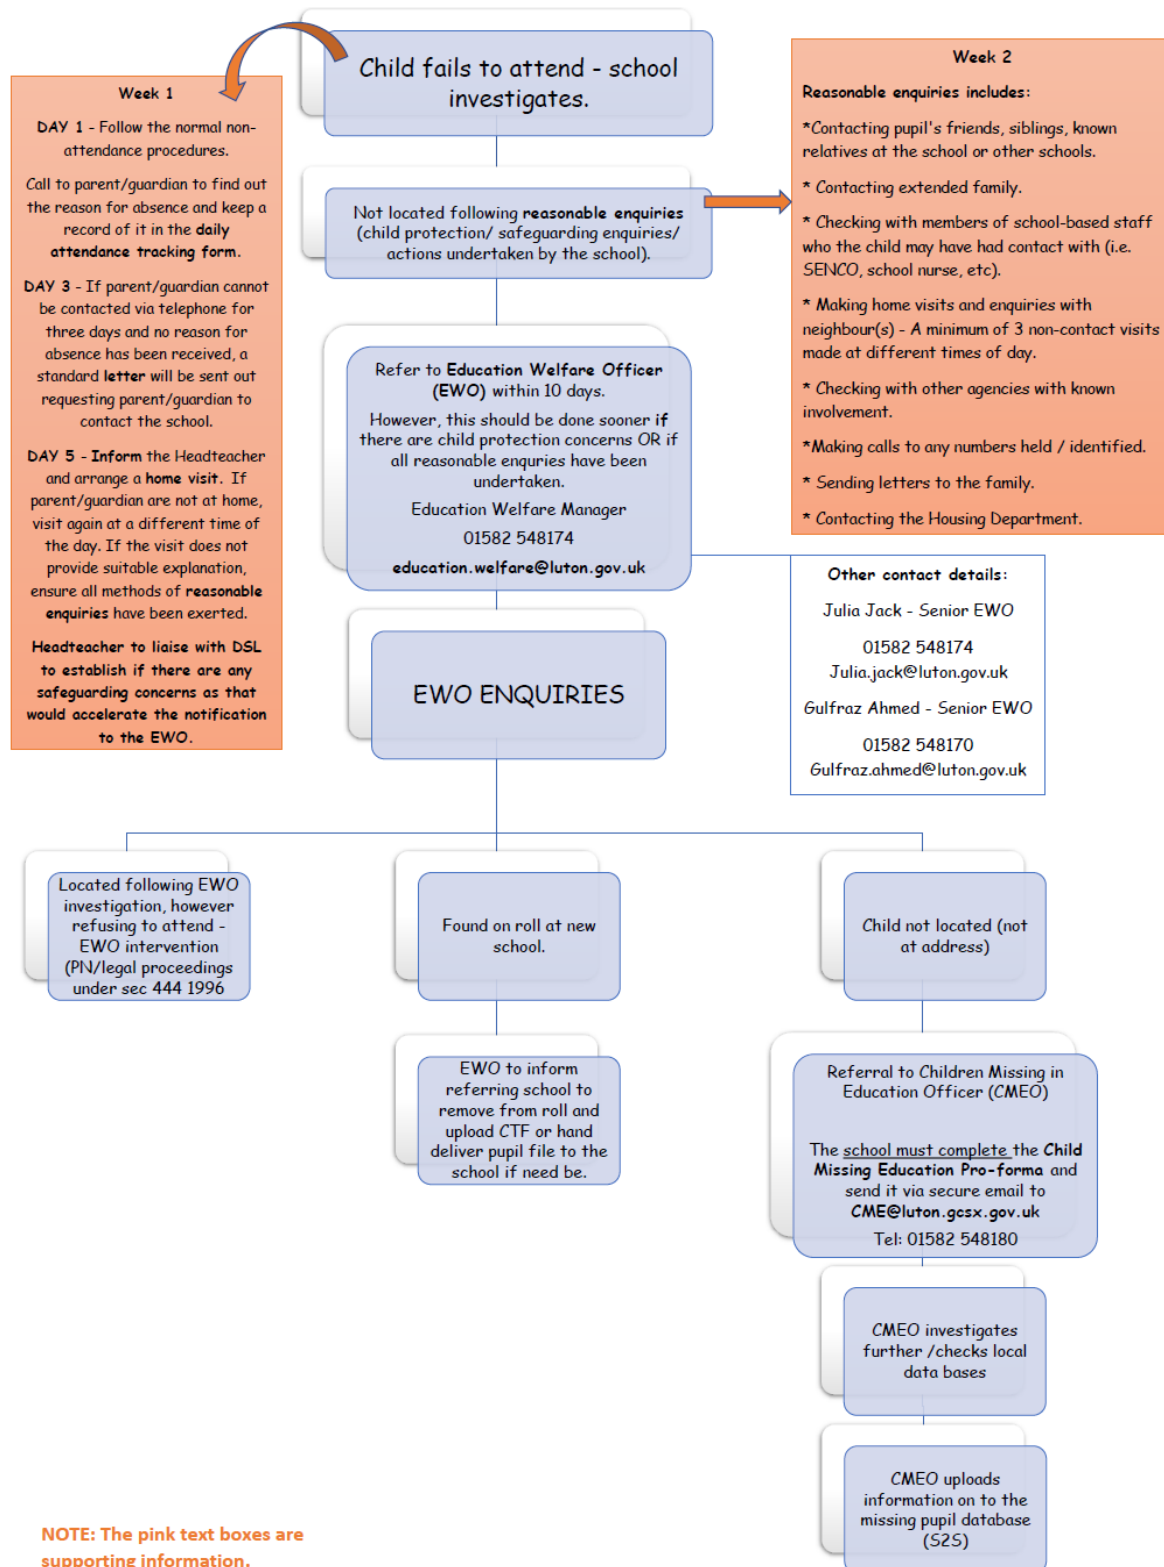 Child fails to attend - school
investigates.
Week 1
DAY 1 - Follow the normal non-
attendance procedures.
Call to parent/guardian to find out
the reason for absence and keep a
record of it in the daily
attendance tracking form.
DAY 3 - If parent/guardian cannot
be contacted via telephone for
three days and no reason for
absence has been received, a
standard letter will be sent out
requesting parent/guardian to
contact the school.
DAY 5 - Inform the Headteacher
and arrange a home visit. If
parent/guardian are not at home,
visit again at a different time of
the day. If the visit does not
provide suitable explanation,
ensure all methods of reasonable
enquiries have been exerted.
Headteacher to liaise with DSL
to establish if there are any
safeguarding concerns as that
would accelerate the notification
to the EWO.
Not located following reasonable enquiries
(child protection/ safeguarding enquiries/
actions undertaken by the school).
Week 2
Reasonable enquiries includes:
*Contacting pupil's friends, siblings, known
relatives at the school or other schools.
* Contacting extended family.
* Checking with members of school-based staff
who the child may have had contact with (i.e.
SENCO, school nurse, etc).
* Making home visits and enquiries with
neighbour(s) - A minimum of 3 non-contact visits
made at different times of day.
* Checking with other agencies with known
involvement.
*Making calls to any numbers held / identified.
* Sending letters to the family.
* Contacting the Housing Department.
Refer to Education Welfare Officer
(EWO) within 10 days.
However, this should be done sooner if
there are child protection concerns OR if
all reasonable enquries have been
undertaken.
Education Welfare Manager
01582 548174
education.welfare@luton.gov.uk
Other contact details:
Julia Jack - Senior EWO
01582 548174
Julia.jack@luton.gov.uk
Gulfraz Ahmed - Senior EWO
01582 548170
Gulfraz.ahmed@luton.gov.uk
EWO ENQUIRIES
Located following EWO
investigation, however
refusing to attend -
EWO intervention
(PN/legal proceedings
under sec 444 1996
Found on roll at new
school.
EWO to inform
referring school to
remove from roll and
upload CTF or hand
deliver pupil file to the
school if need be.
Child not located (not
at address)
Referral to Children Missing in
Education Officer (CMEO)
The school must complete the Child
Missing Education Pro-forma and
send it via secure email to
CME@luton.gcsx.gov.uk
Tel: 01582 548180
CMEO investigates
further /checks local
data bases
CMEO uploads
information on to the
missing pupil database
(S2S)
NOTE: The pink text boxes are
supporting information.